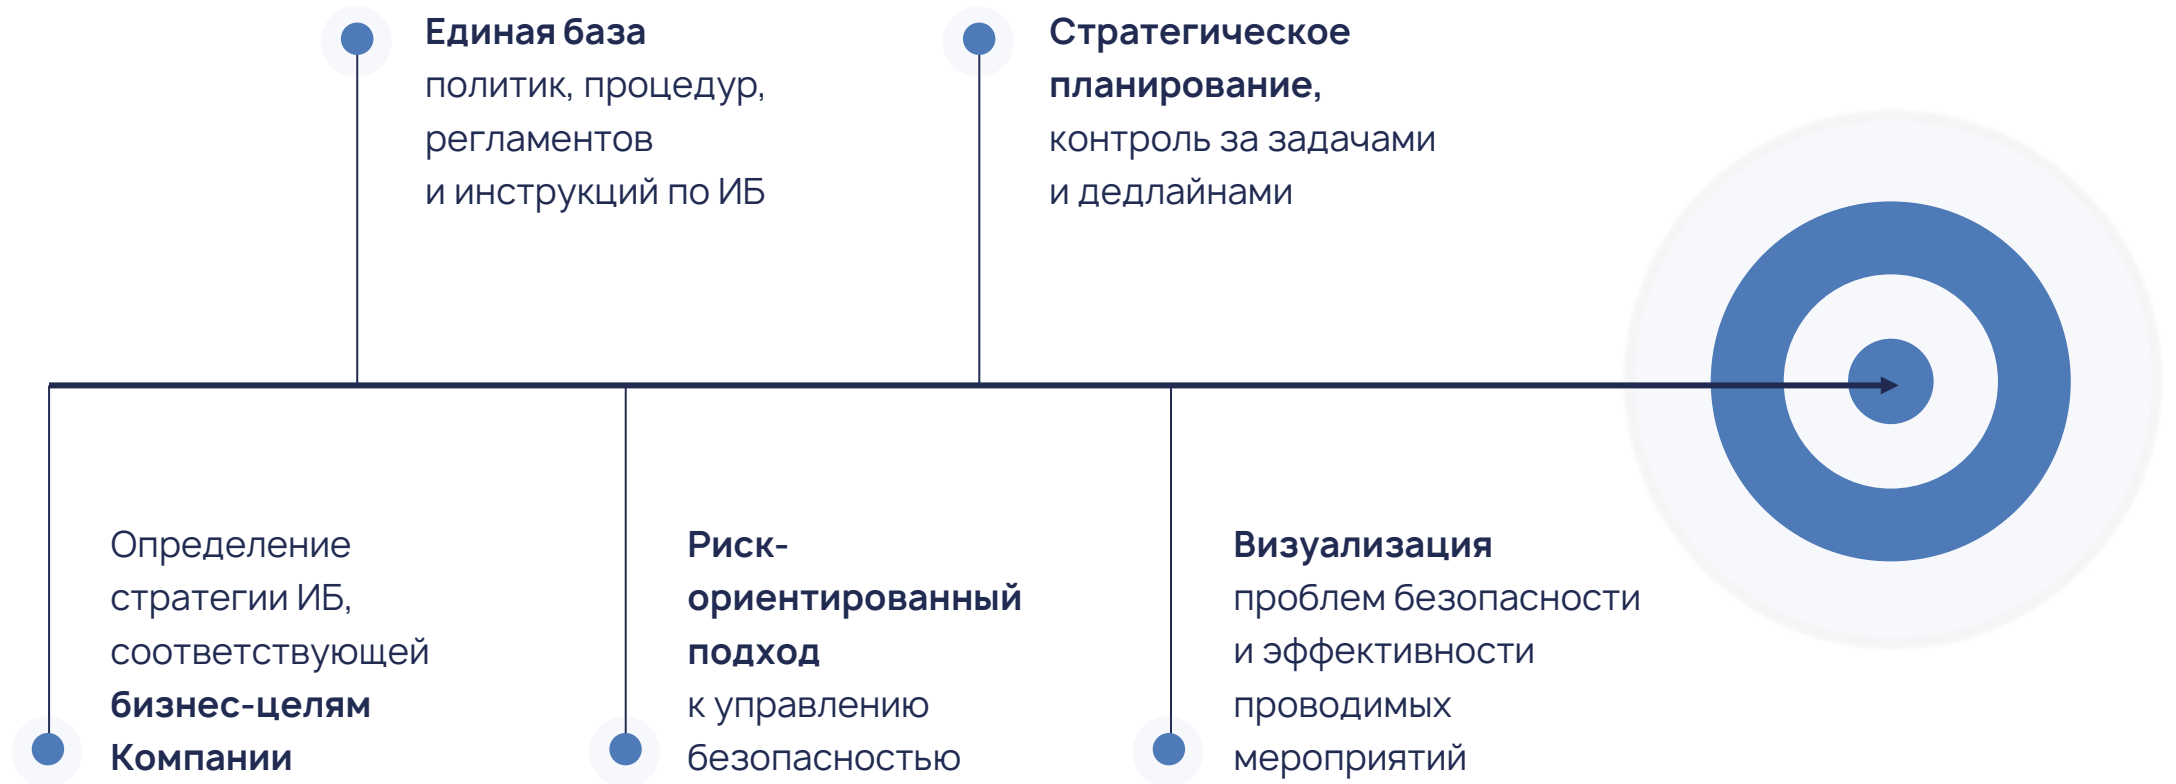 Единая база
политик, процедур,
регламентов
и инструкций по ИБ
Стратегическое
планирование,
контроль за задачами
и дедлайнами
Определение
стратегии ИБ,
соответствующей
бизнес-целям
Компании
Риск-
ориентированный
подход
к управлению
безопасностью
Визуализация
проблем безопасности
и эффективности
проводимых
мероприятий